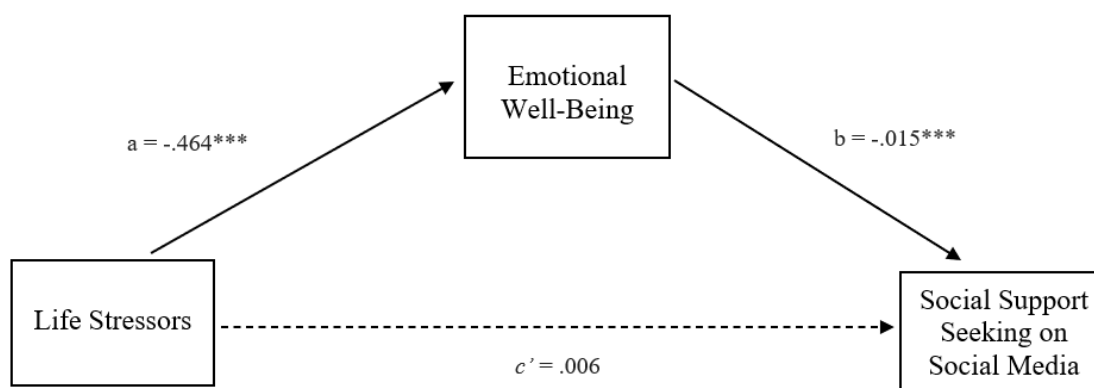 Emotional
Well-Being
a = -.464***
b = -.015***
Life Stressors
Social Support
Seeking on
Social Media
c’ = .006